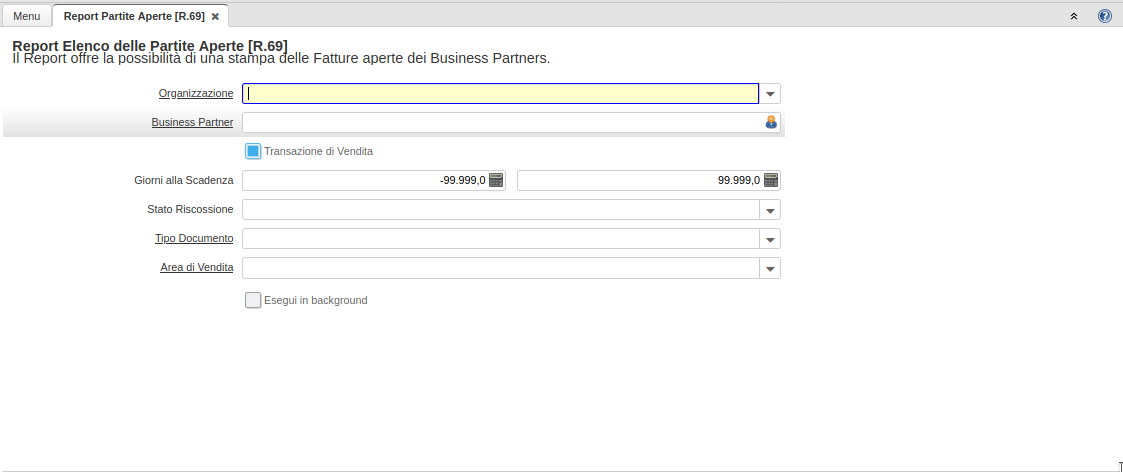 Menu
Report Partite Aperte [R.69]
Report Elenco delle Partite Aperte [R.69]
Il Report offre la possibilità di una stampa delle Fatture aperte dei Business Partners.
Organizzazione
Business Partner
Transazione di Vendita
Giorni alla Scadenza -99.999,0 99.999,0
Stato Riscossione
Tipo Documento
Area di Vendita
Esegui in background